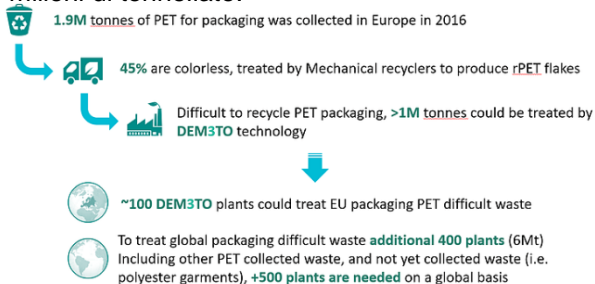 1.9M tonnes of PET for packaging was collected in Europe in 2016
45% are colorless, treated by Mechanical recyclers to produce rPET flakes
Difficult to recycle PET packaging, >1M tonnes could be treated by
DEM3TO technology
~100 DEM3TO plants could treat EU packaging PET difficult waste
To treat global packaging difficult waste additional 400 plants (6Mt)
Including other PET collected waste, and not yet collected waste (i.e.
polyester garments), +500 plants are needed on a global basis